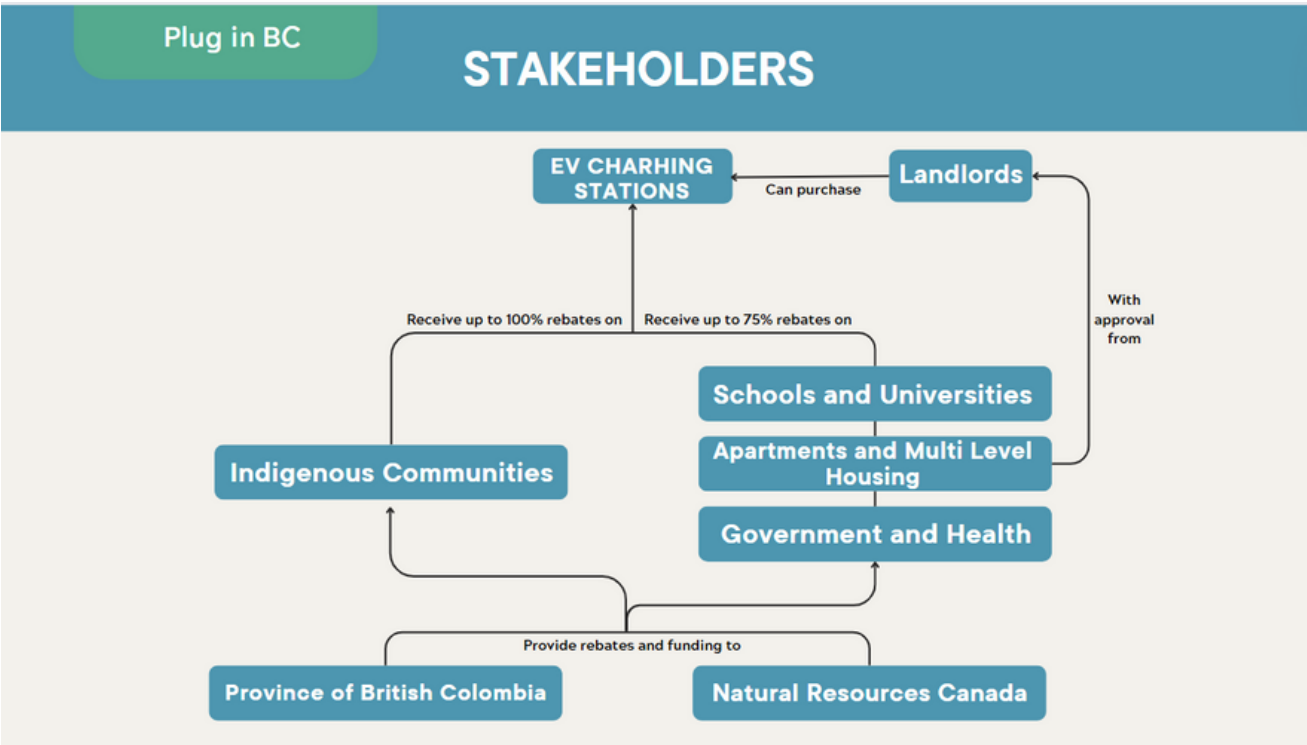 Plug in BC
STAKEHOLDERS
EV CHARHING
STATIONS
Can purchase
Landlords
With
approval
from
Receive up to 100% rebates on
Receive up to 75% rebates on
Schools and Universities
Apartments and Multi Level
Housing
Indigenous Communities
Government and Health
Provide rebates and funding to
Province of British Colombia
Natural Resources Canada